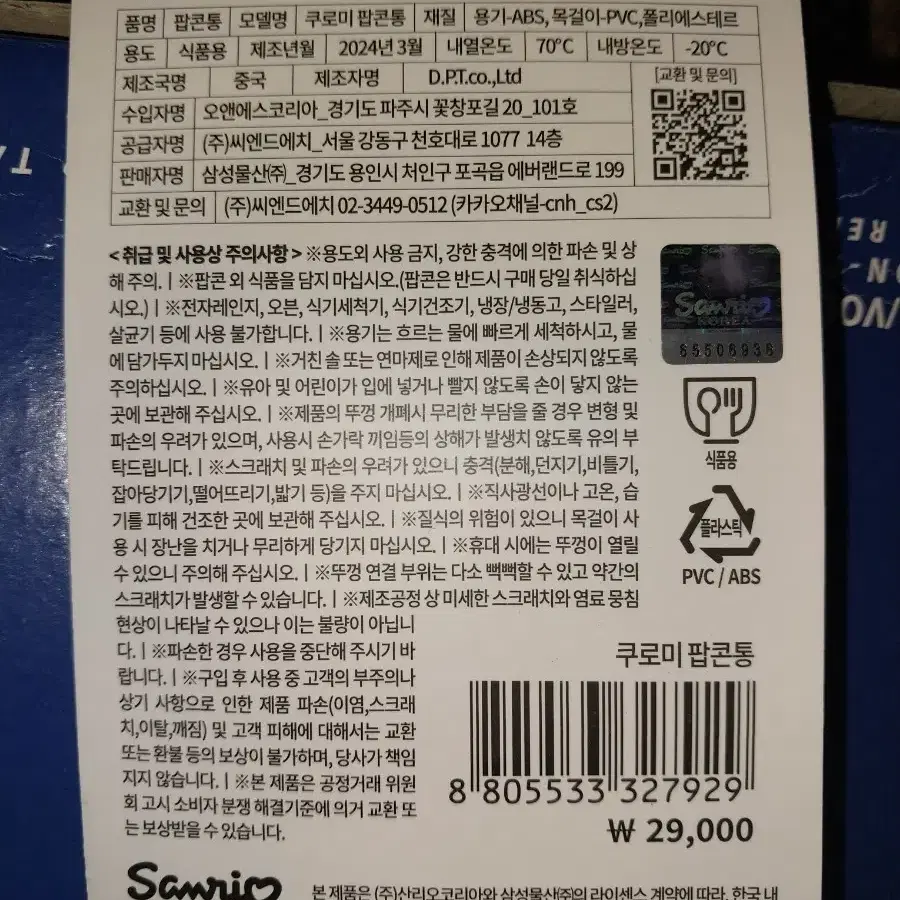 품명 팝콘통 모델명 쿠로미 팝콘통 재질 용기-ABS, 목걸이-PVC,폴리에스테르
용도 식품용 제조년월 2024년 3월 내열온도 70°C 내방온도 -20°C
제조국명 중국 제조자명 D.P.T.co.,Ltd
[교환 및 문의]
수입자명 오앤에스코리아_경기도 파주시 꽃창포길 20_101호
공급자명 (주)씨엔드에치_서울 강동구 천호대로 1077 14층
판매자명 삼성물산㈜_경기도 용인시 처인구 포곡읍 에버랜드로 199
교환 및 문의 (주)씨엔드에치 02-3449-0512 (카카오채널-cnh_cs2)
< 취급 및 사용상 주의사항 > ※용도외 사용 금지, 강한 충격에 의한 파손 및 상
해 주의. | ※팝콘 외 식품을 담지 마십시오.(팝콘은 반드시 구매 당일 취식하십
시오.) | ※전자레인지, 오븐, 식기세척기, 식기건조기, 냉장/냉동고, 스타일러,
살균기 등에 사용 불가합니다. | ※용기는 흐르는 물에 빠르게 세척하시고, 물
에 담가두지 마십시오. | ※거친 솔 또는 연마제로 인해 제품이 손상되지 않도록
주의하십시오. | ※유아 및 어린이가 입에 넣거나 빨지 않도록 손이 닿지 않는
곳에 보관해 주십시오. | ※제품의 뚜껑 개폐시 무리한 부담을 줄 경우 변형 및
파손의 우려가 있으며, 사용시 손가락 끼임등의 상해가 발생치 않도록 유의 부
탁드립니다. | ※스크래치 및 파손의 우려가 있으니 충격(분해,던지기,비틀기,
잡아당기기,떨어뜨리기,밟기 등)을 주지 마십시오. | ※직사광선이나 고온, 습
기를 피해 건조한 곳에 보관해 주십시오. | ※질식의 위험이 있으니 목걸이 사
용 시 장난을 치거나 무리하게 당기지 마십시오. | ※휴대 시에는 뚜껑이 열릴
수 있으니 주의해 주십시오. | ※뚜껑 연결 부위는 다소 뻑뻑할 수 있고 약간의
스크래치가 발생할 수 있습니다. | ※제조공정 상 미세한 스크래치와 염료 뭉침
현상이 나타날 수 있으나 이는 불량이 아닙니
다. | ※파손한 경우 사용을 중단해 주시기 바
랍니다. | ※구입 후 사용 중 고객의 부주의나
상기 사항으로 인한 제품 파손(이염,스크래
치,이탈,깨짐) 및 고객 피해에 대해서는 교환
또는 환불 등의 보상이 불가하며, 당사가 책임
지지 않습니다. | ※본 제품은 공정거래 위원
회 고시 소비자 분쟁 해결기준에 의거 교환 또
는 보상받을 수 있습니다.
Sanrio
KOREA
65506936
식품용
플라스틱
PVC / ABS
쿠로미 팝콘통
8 805533 327929
₩ 29,000
Sanrio
본 제품은 (주)산리오코리아와 삼성물산(주)의 라이센스 계약에 따라, 한국 내